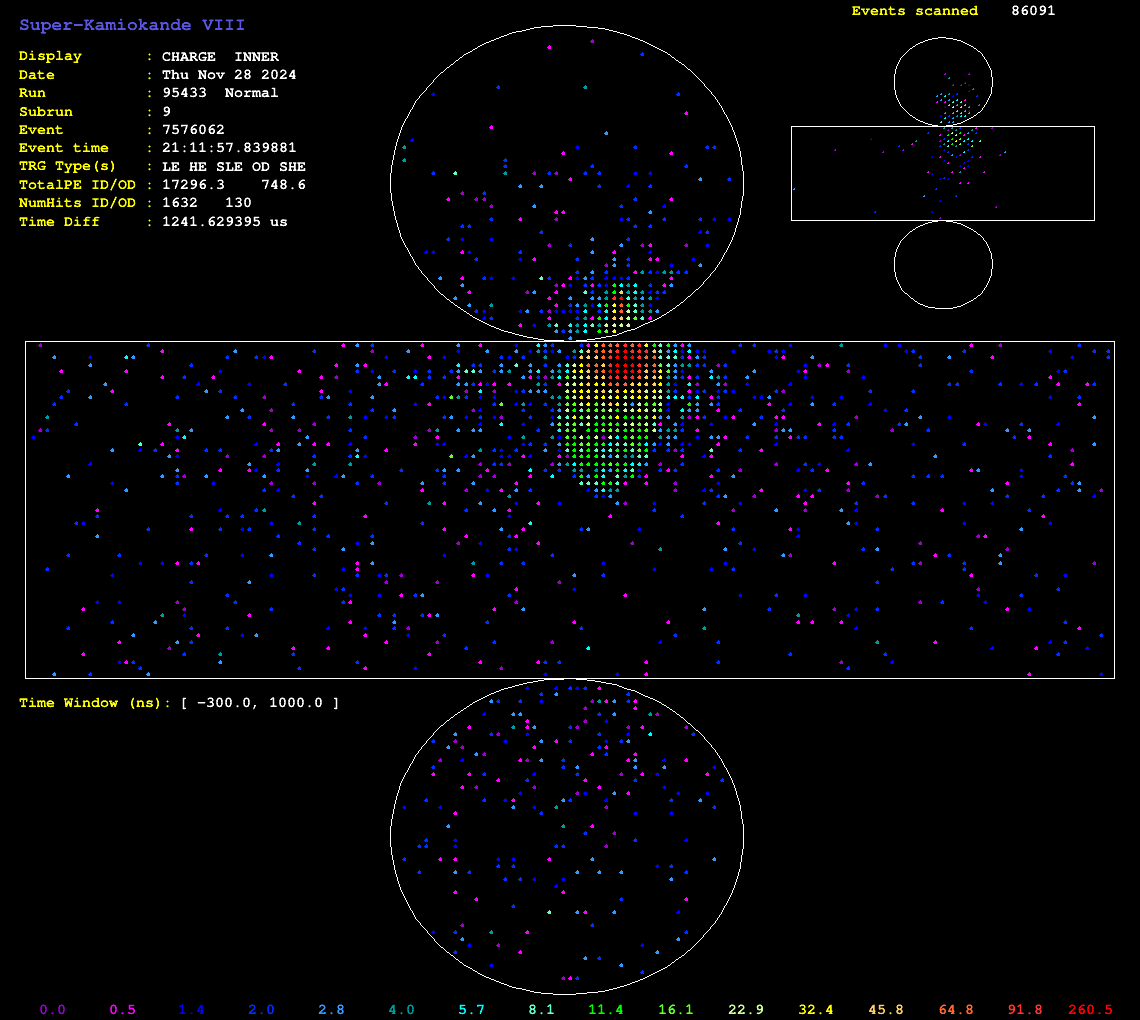 Super-Kamiokande VIII
Events scanned 86091
Display : CHARGE INNER
Date : Thu Nov 28 2024
Run : 95433 Normal
Subrun : 9
Event : 7576062
Event time : 21:11:57.839881
TRG Type(s) : LE HE SLE OD SHE
TotalPE ID/OD : 17296.3 748.6
NumHits ID/OD : 1632 130
Time Diff : 1241.629395 us
Time Window (ns): [ -300.0, 1000.0 ]
0.0 0.5 1.4 2.0 2.8 4.0 5.7 8.1 11.4 16.1 22.9 32.4 45.8 64.8 91.8 260.5